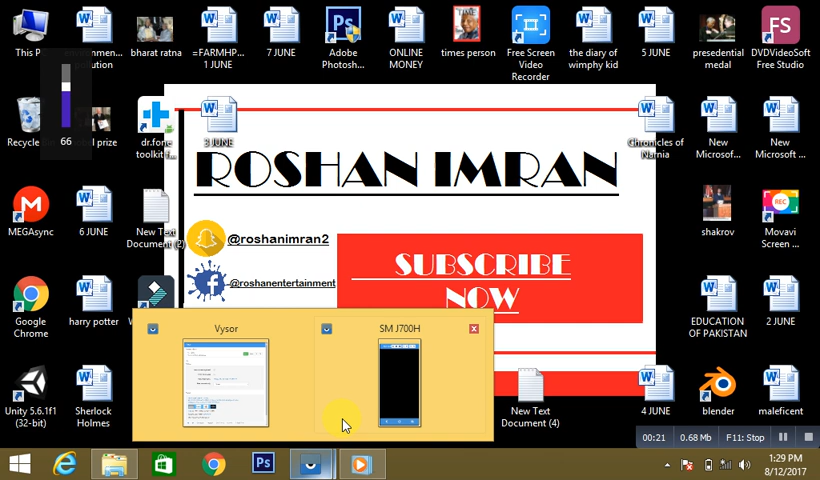 This PC
environmen...
pollution
bharat ratna
=FARMHP...
1 JUNE
7 JUNE
Adobe
Photosh...
ONLINE
MONEY
times person
Free Screen
Video
Recorder
the diary of
wimphy kid
5 JUNE
presedential
medal
DVDVideoSoft
Free Studio
66
Recycle
prize
dr.fone
toolkit f...
3 JUNE
Chronicles of
Narnia
New
Microsof...
New
Microsof...
ROSHAN IMRAN
MEGAsync
6 JUNE
New Text
Document (2)
@roshanimran2
@roshanentertainment
SUBSCRIBE
NOW
shakrov
Movavi
Screen ...
Google
Chrome
harry potter
EDUCATION
OF PAKISTAN
2 JUNE
Vysor
SM J700H
Unity 5.6.1f1
(32-bit)
Sherlock
Holmes
New Text
Document (4)
4 JUNE
blender
maleficent
00:21
0.68 Mb
F11: Stop
1:29 PM
8/12/2017